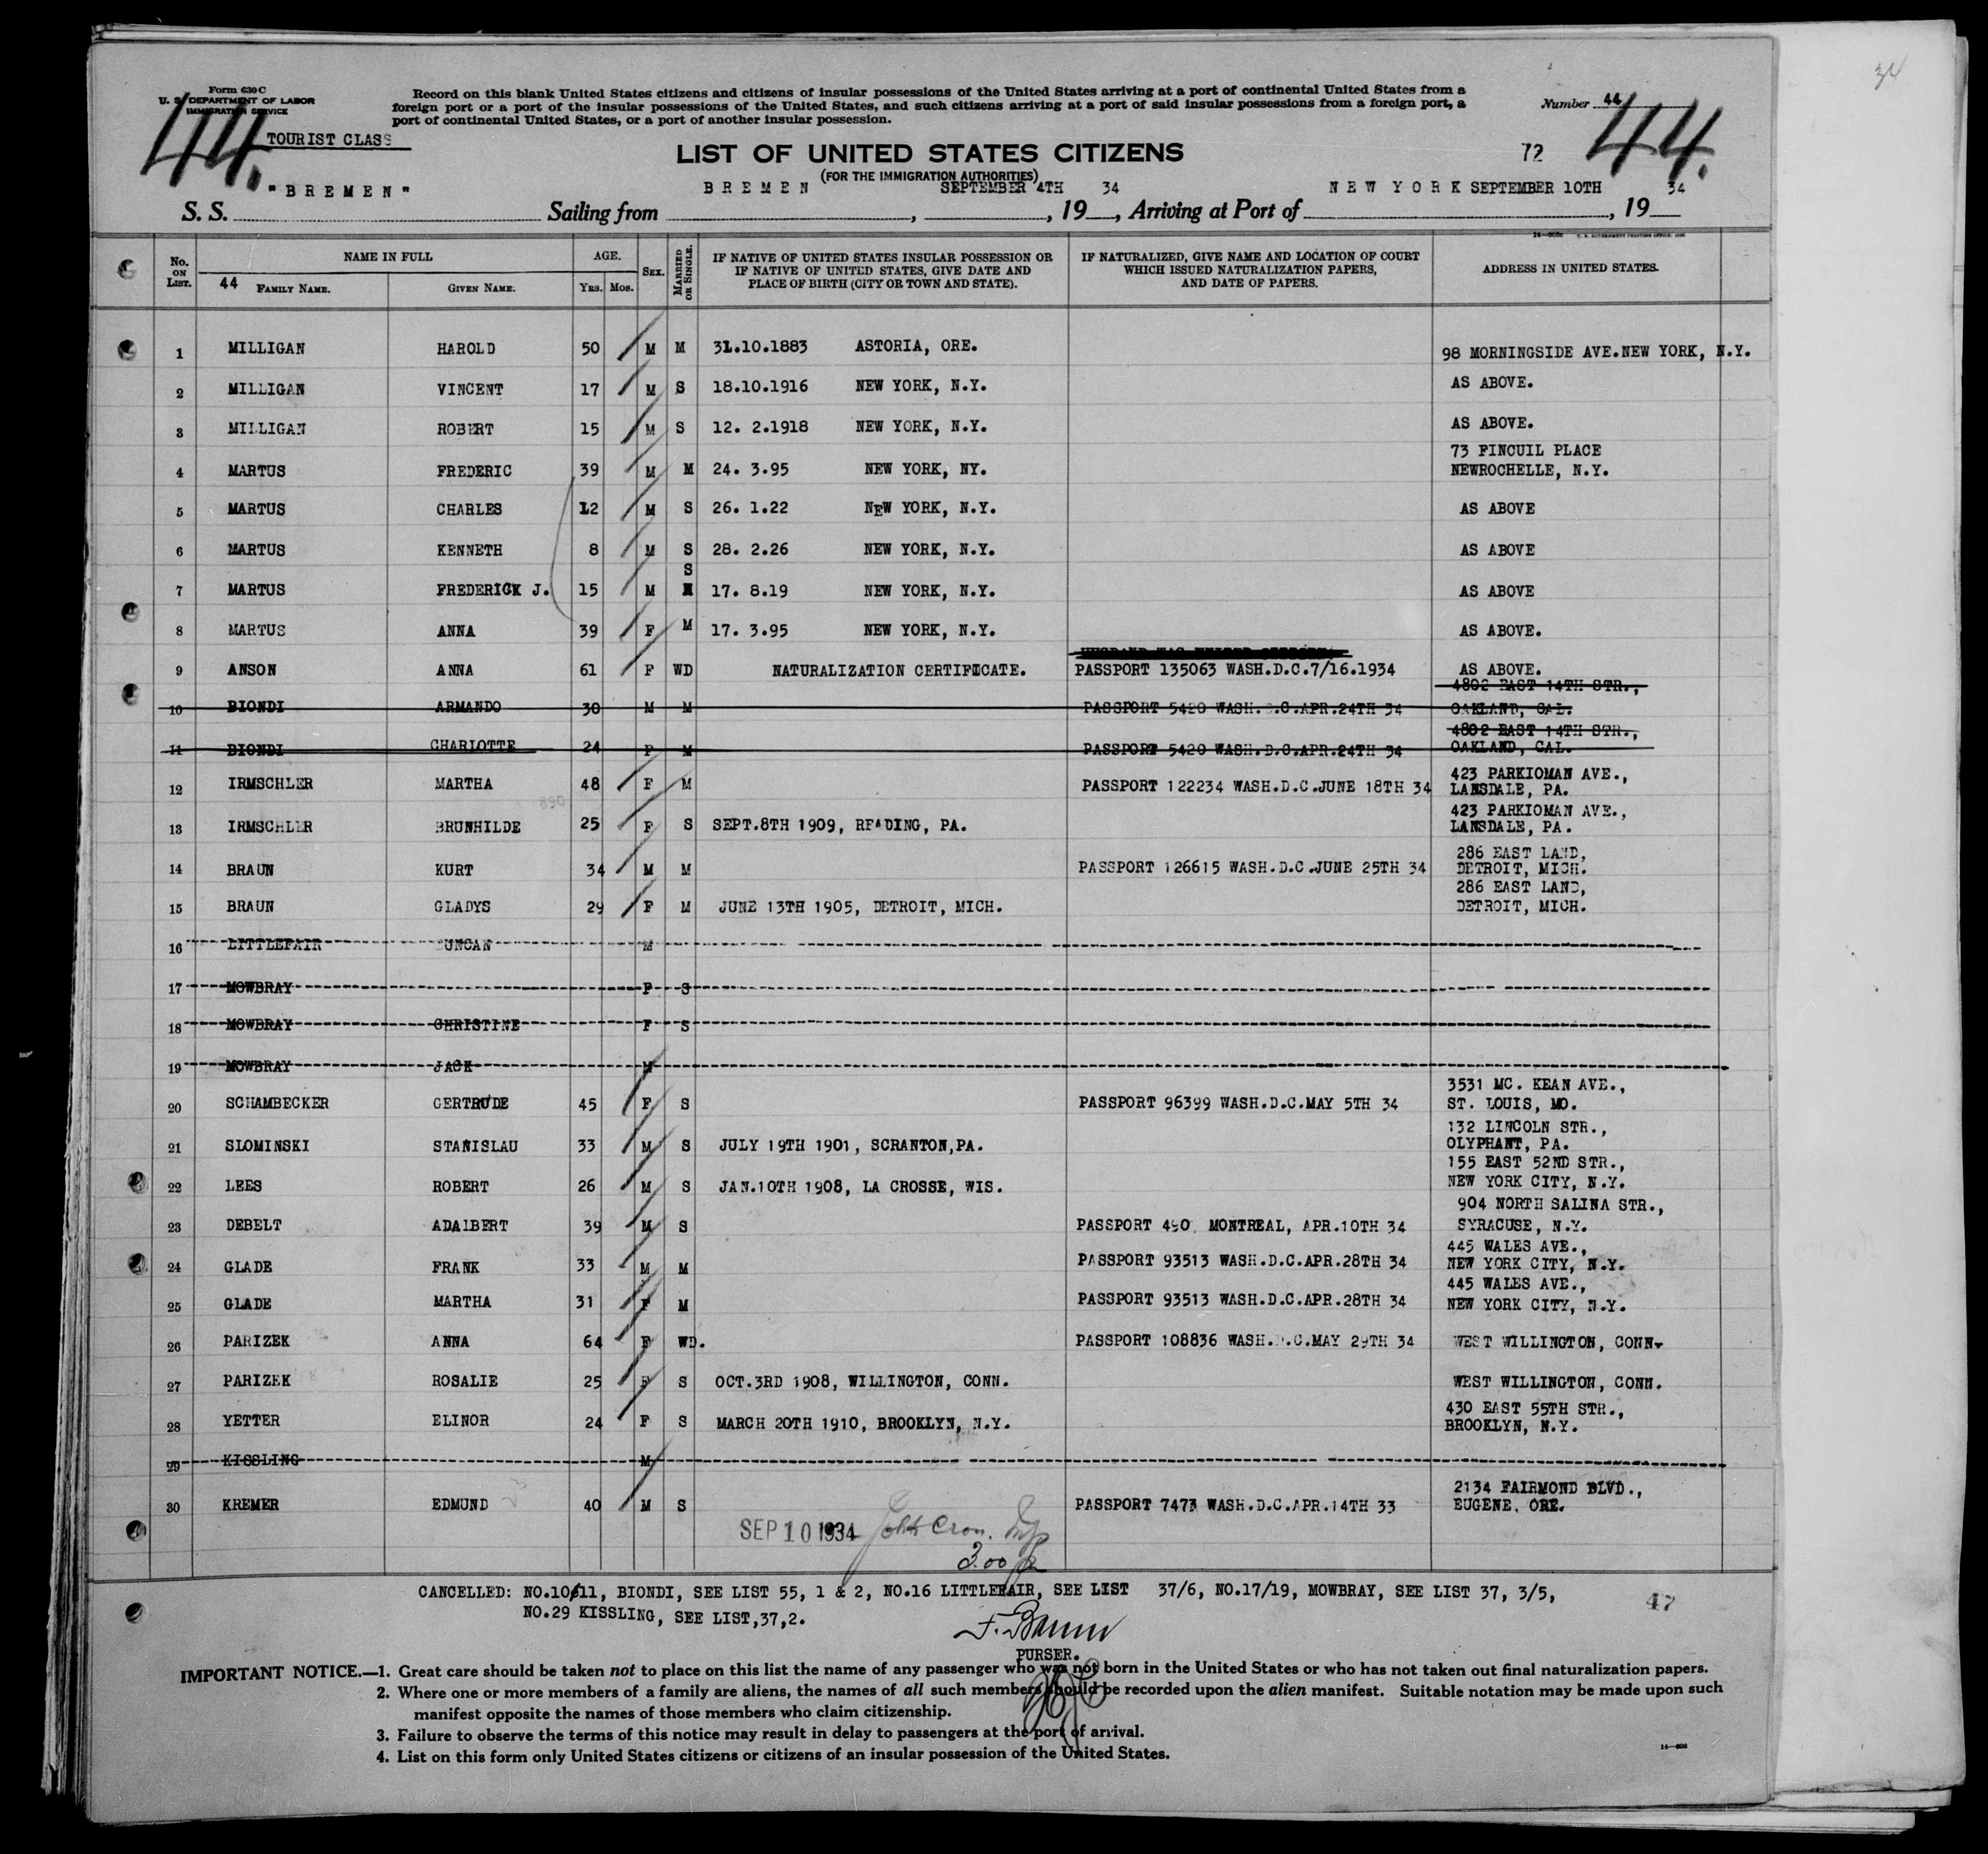 34
Form 630 C
U. S. DEPARTMENT OF LABOR
IMMIGRATION SERVICE
44.
TOURIST CLASS
Record on this blank United States citizens and citizens of insular possessions of the United States arriving at a port of continental United States from a
foreign port or a port of the insular possessions of the United States, and such citizens arriving at a port of said insular possessions from a foreign port, a
port of continental United States, or a port of another insular possession.
Number 44
44.
72
LIST OF UNITED STATES CITIZENS
(FOR THE IMMIGRATION AUTHORITIES)
S. S. "BREMEN" Sailing from BREMEN, SEPTEMBER 4TH, 19 34, Arriving at Port of NEW YORK SEPTEMBER 10TH, 19 34
No. ON LIST. NAME IN FULL AGE. SEX. MARRIED OR SINGLE. IF NATIVE OF UNITED STATES INSULAR POSSESSION OR IF NATIVE OF UNITED STATES, GIVE DATE AND PLACE OF BIRTH (CITY OR TOWN AND STATE). IF NATURALIZED, GIVE NAME AND LOCATION OF COURT WHICH ISSUED NATURALIZATION PAPERS, AND DATE OF PAPERS. ADDRESS IN UNITED STATES.
44 FAMILY NAME. GIVEN NAME. YRS. MOS.
1 MILLIGAN HAROLD 50 M M 31.10.1883 ASTORIA, ORE. 98 MORNINGSIDE AVE.NEW YORK, N.Y.
2 MILLIGAN VINCENT 17 M S 18.10.1916 NEW YORK, N.Y. AS ABOVE.
3 MILLIGAN ROBERT 15 M S 12. 2.1918 NEW YORK, N.Y. AS ABOVE.
4 MARTUS FREDERIC 39 M M 24. 3.95 NEW YORK, NY. 73 PINCUIL PLACE NEWROCHELLE, N.Y.
5 MARTUS CHARLES 12 M S 26. 1.22 NEW YORK, N.Y. AS ABOVE
6 MARTUS KENNETH 8 M S 28. 2.26 NEW YORK, N.Y. AS ABOVE
7 MARTUS FREDERICK J. 15 M S 17. 8.19 NEW YORK, N.Y. AS ABOVE
8 MARTUS ANNA 39 F M 17. 3.95 NEW YORK, N.Y. AS ABOVE.
9 ANSON ANNA 61 F WD NATURALIZATION CERTIFICATE. PASSPORT 135063 WASH.D.C.7/16.1934 AS ABOVE.
10 BIONDI ARMANDO 30 M M PASSPORT 5420 WASH.D.C.APR.24TH 34 4802 EAST 14TH STR., OAKLAND, CAL.
11 BIONDI CHARLOTTE 24 F M PASSPORT 5420 WASH.D.C.APR.24TH 34 4802 EAST 14TH STR., OAKLAND, CAL.
12 IRMSCHLER MARTHA 48 F M PASSPORT 122234 WASH.D.C.JUNE 18TH 34 423 PARKIOMAN AVE., LANSDALE, PA.
890
13 IRMSCHLER BRUNHILDE 25 F S SEPT.8TH 1909, READING, PA. 423 PARKIOMAN AVE., LANSDALE, PA.
14 BRAUN KURT 34 M M PASSPORT 126615 WASH.D.C.JUNE 25TH 34 286 EAST LAND, DETROIT, MICH.
15 BRAUN GLADYS 29 F M JUNE 13TH 1905, DETROIT, MICH. 286 EAST LAND, DETROIT, MICH.
16 LITTLEFAIR DUNCAN M
17 MOWBRAY F S
18 MOWBRAY CHRISTINE F S
19 MOWBRAY JACK M
20 SCHAMBECKER GERTRUDE 45 F S PASSPORT 96399 WASH.D.C.MAY 5TH 34 3531 MC. KEAN AVE., ST. LOUIS, MO.
21 SLOMINSKI STANISLAU 33 M S JULY 19TH 1901, SCRANTON,PA. 132 LINCOLN STR., OLYPHANT, PA.
22 LEES ROBERT 26 M S JAN.10TH 1908, LA CROSSE, WIS. 155 EAST 52ND STR., NEW YORK CITY, N.Y.
23 DEBELT ADALBERT 39 M S PASSPORT 490, MONTREAL, APR.10TH 34 904 NORTH SALINA STR., SYRACUSE, N.Y.
24 GLADE FRANK 33 M M PASSPORT 93513 WASH.D.C.APR.28TH 34 445 WALES AVE., NEW YORK CITY, N.Y.
25 GLADE MARTHA 31 F M PASSPORT 93513 WASH.D.C.APR.28TH 34 445 WALES AVE., NEW YORK CITY, N.Y.
26 PARIZEK ANNA 64 F WD. PASSPORT 108836 WASH.D.C.MAY 29TH 34 WEST WILLINGTON, CONN.
27 PARIZEK ROSALIE 25 F S OCT.3RD 1908, WILLINGTON, CONN. WEST WILLINGTON, CONN.
28 YETTER ELINOR 24 F S MARCH 20TH 1910, BROOKLYN, N.Y. 430 EAST 55TH STR., BROOKLYN, N.Y.
29 KISSLING M
30 KREMER EDMUND 40 M S PASSPORT 7473 WASH.D.C.APR.14TH 33 2134 FAIRMOND BLVD., EUGENE, ORE.
SEP 10 1934
3.00
CANCELLED: NO.10/11, BIONDI, SEE LIST 55, 1 & 2, NO.16 LITTLEFAIR, SEE LIST 37/6, NO.17/19, MOWBRAY, SEE LIST 37, 3/5,
NO.29 KISSLING, SEE LIST,37,2.
47
PURSER.
IMPORTANT NOTICE.—1. Great care should be taken not to place on this list the name of any passenger who was not born in the United States or who has not taken out final naturalization papers.
2. Where one or more members of a family are aliens, the names of all such members should be recorded upon the alien manifest. Suitable notation may be made upon such
manifest opposite the names of those members who claim citizenship.
3. Failure to observe the terms of this notice may result in delay to passengers at the port of arrival.
4. List on this form only United States citizens or citizens of an insular possession of the United States.